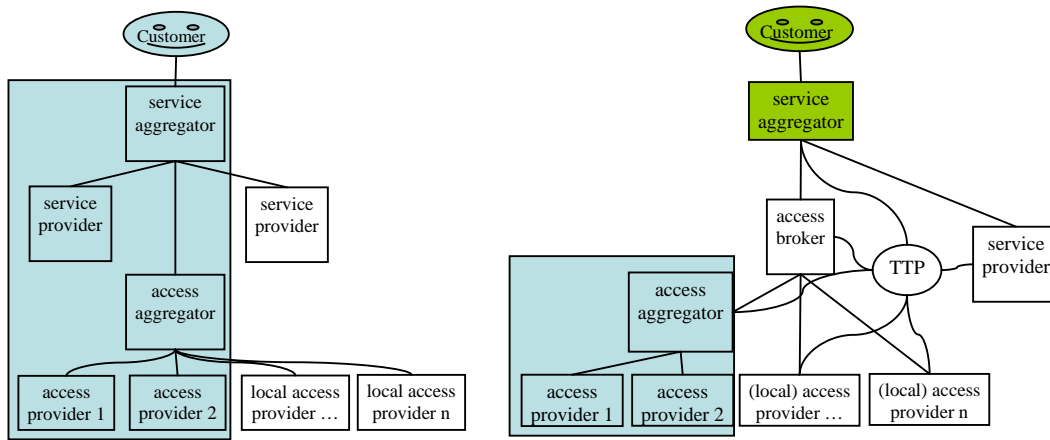 Customer
service
aggregator
service
provider
service
provider
access
aggregator
access
provider 1
access
provider 2
local access
provider …
local access
provider n
Customer
service
aggregator
access
broker
TTP
service
provider
access
aggregator
access
provider 1
access
provider 2
(local) access
provider …
(local) access
provider n